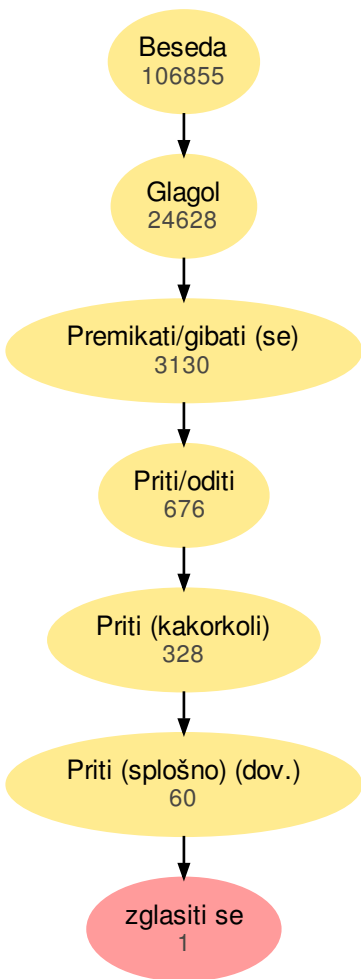 Beseda
106855
Glagol
24628
Premikati/gibati (se)
3130
Priti/oditi
676
Priti (kakorkoli)
328
Priti (splošno) (dov.)
60
zglasiti se
1